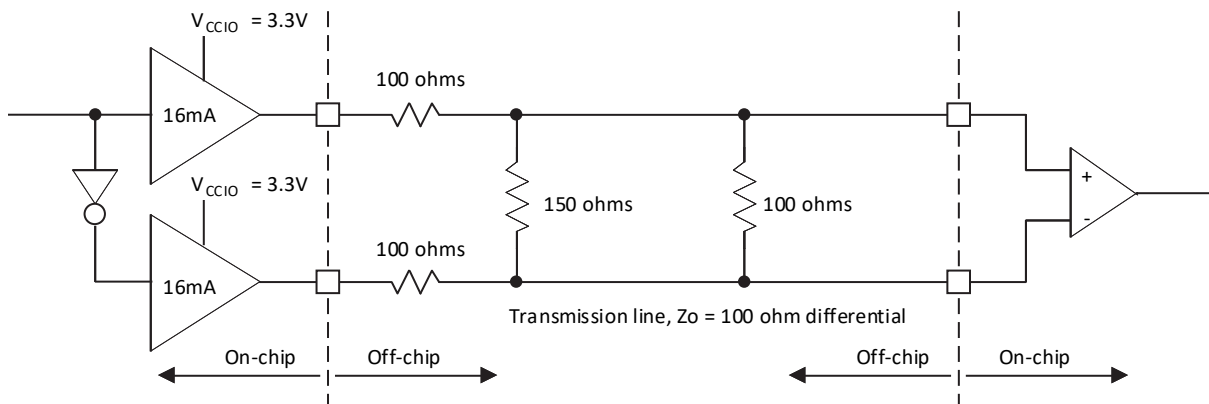 V_CCIO = 3.3V
100 ohms
16mA
V_CCIO = 3.3V
150 ohms
100 ohms
+
-
100 ohms
16mA
Transmission line, Zo = 100 ohm differential
On-chip
Off-chip
Off-chip
On-chip